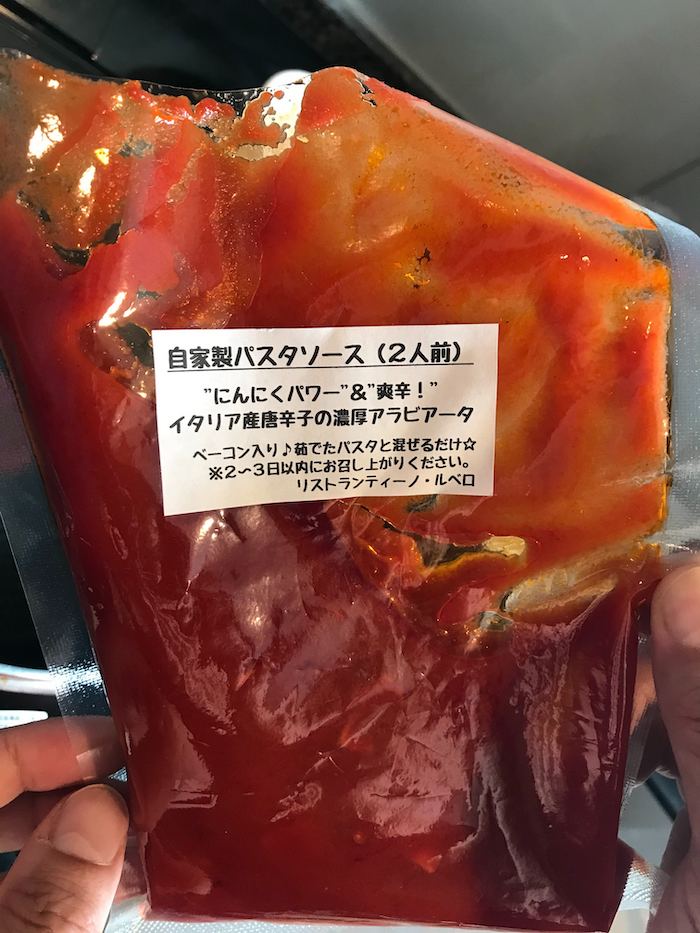 自家製パスタソース（2人前）
"にんにくパワー"&"爽辛！"
イタリア産唐辛子の濃厚アラビアータ
ベーコン入り♪茹でたパスタと混ぜるだけ☆
※2〜3日以内にお召し上がりください。
リストランティーノ・ルベロ